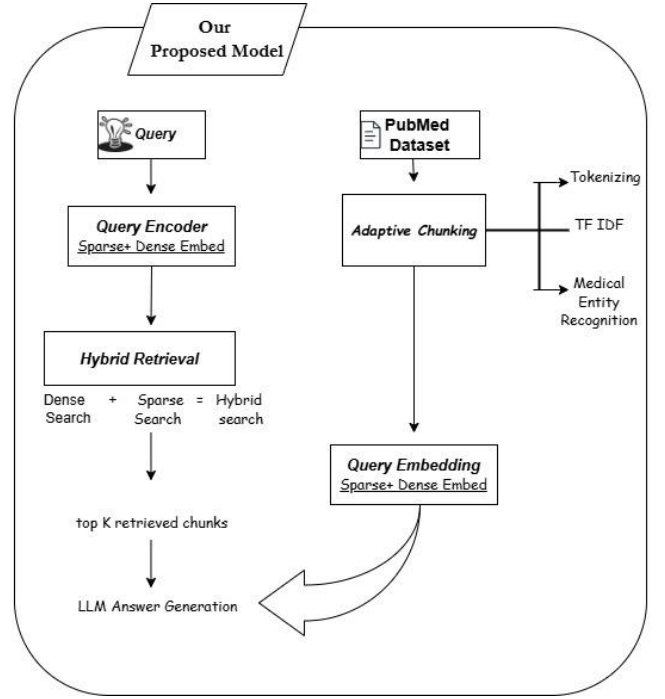 Our
Proposed Model
Query
Query Encoder
Sparse+ Dense Embed
Hybrid Retrieval
Dense + Sparse = Hybrid
Search Search search
top K retrieved chunks
LLM Answer Generation
PubMed
Dataset
Adaptive Chunking
Tokenizing
TF IDF
Medical
Entity
Recognition
Query Embedding
Sparse+ Dense Embed